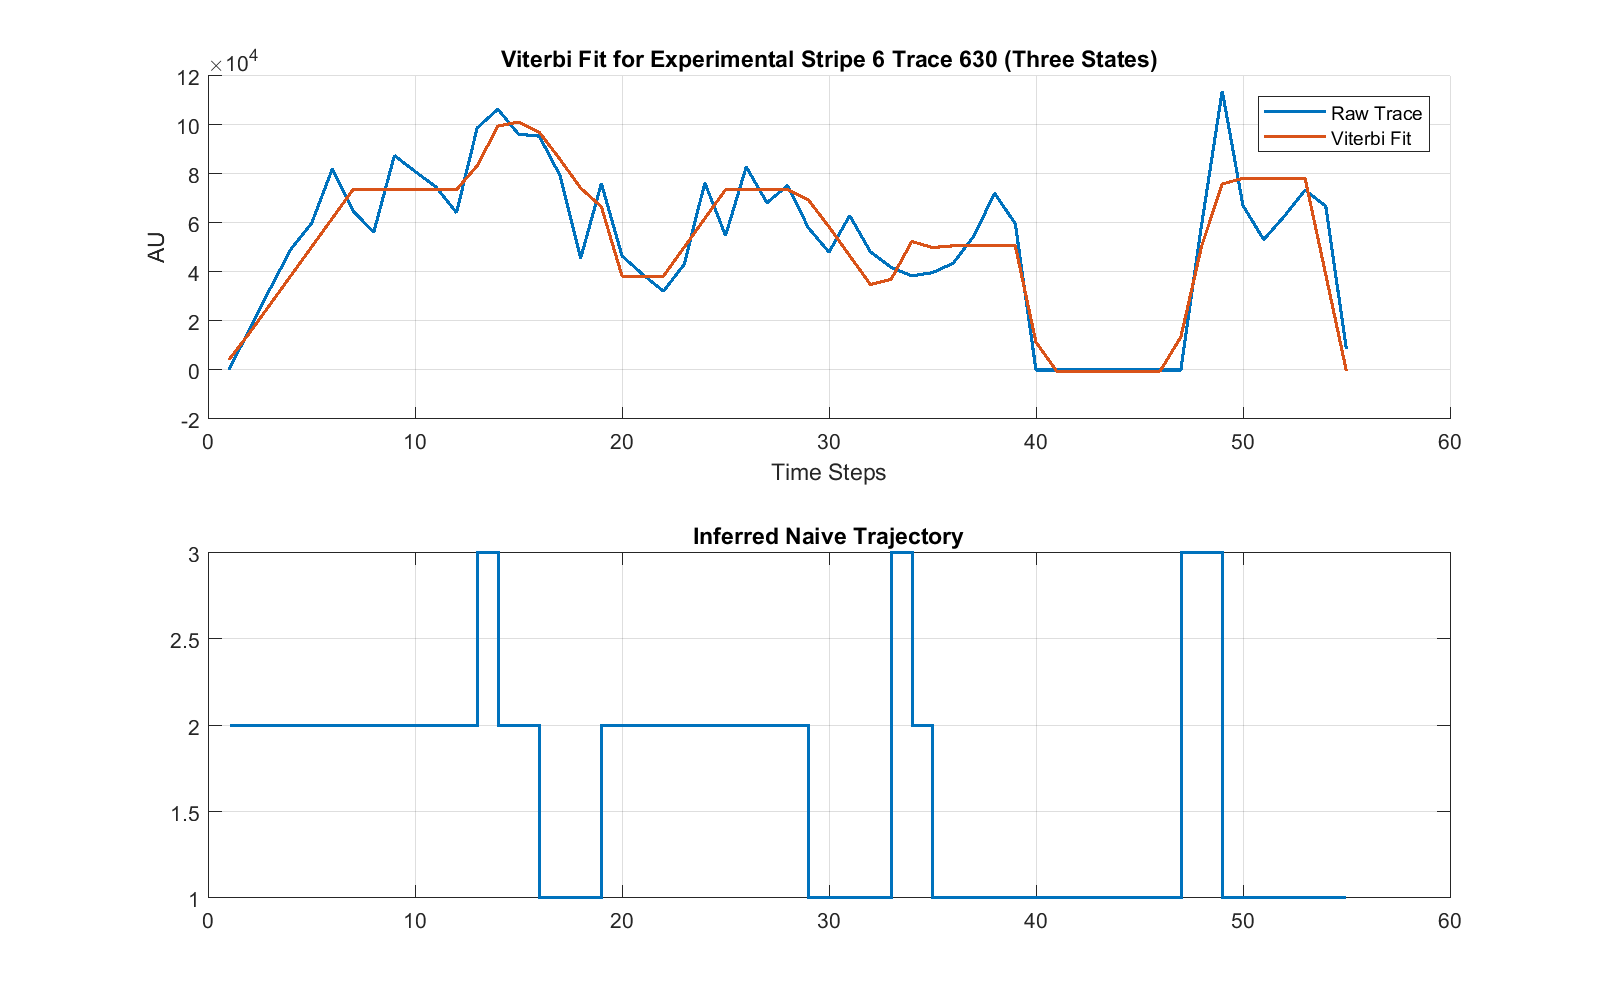 Viterbi Fit for Experimental Stripe 6 Trace 630 (Three States)
×10^4
12
10
8
6
4
2
0
-2
AU
Raw Trace
Viterbi Fit
0 10 20 30 40 50 60
Time Steps
Inferred Naive Trajectory
3
2.5
2
1.5
1
0 10 20 30 40 50 60